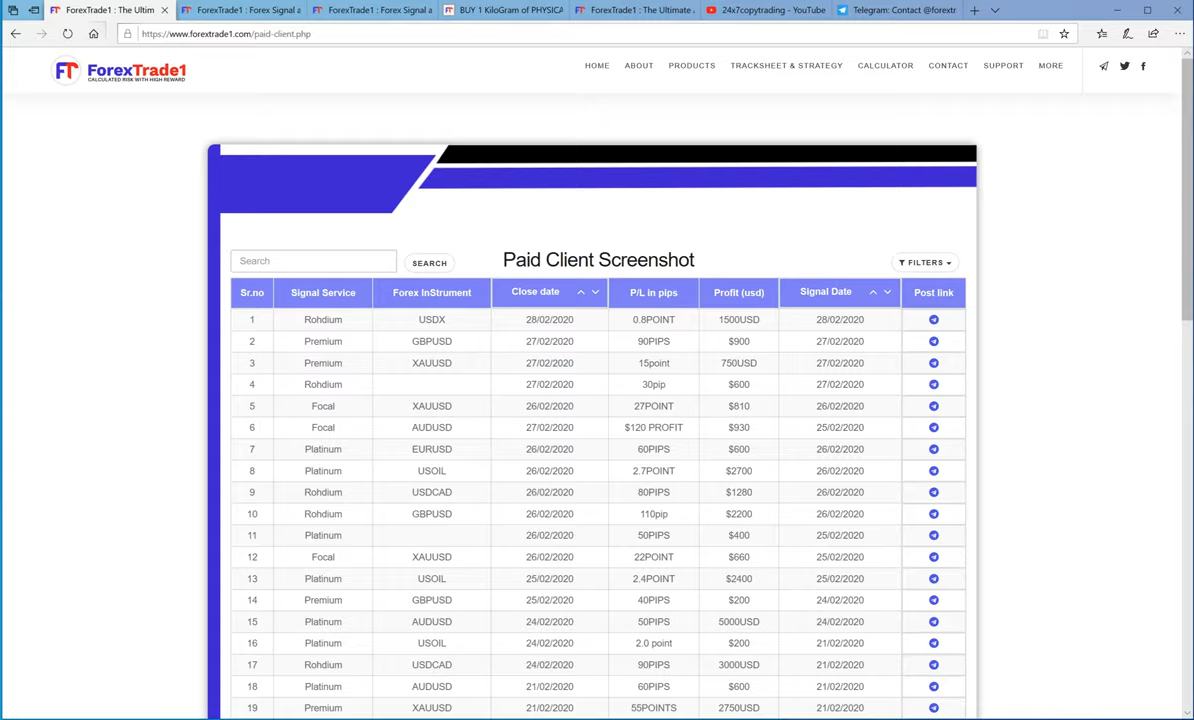 ForexTrade1 : The Ultim
ForexTrade1 : Forex Signal a
ForexTrade1 : Forex Signal a
BUY 1 KiloGram of PHYSICA
ForexTrade1 : The Ultimate
24x7copytrading - YouTube
Telegram: Contact @forextr
https://www.forextrade1.com/paid-client.php
FT ForexTrade1
CALCULATED RISK WITH HIGH REWARD
HOME ABOUT PRODUCTS TRACKSHEET & STRATEGY CALCULATOR CONTACT SUPPORT MORE
Search SEARCH Paid Client Screenshot FILTERS
Sr.no Signal Service Forex InStrument Close date P/L in pips Profit (usd) Signal Date Post link
1 Rohdium USDX 28/02/2020 0.8POINT 1500USD 28/02/2020
2 Premium GBPUSD 27/02/2020 90PIPS $900 27/02/2020
3 Premium XAUUSD 27/02/2020 15point 750USD 27/02/2020
4 Rohdium 27/02/2020 30pip $600 27/02/2020
5 Focal XAUUSD 26/02/2020 27POINT $810 26/02/2020
6 Focal AUDUSD 27/02/2020 $120 PROFIT $930 25/02/2020
7 Platinum EURUSD 26/02/2020 60PIPS $600 26/02/2020
8 Platinum USOIL 26/02/2020 2.7POINT $2700 26/02/2020
9 Rohdium USDCAD 26/02/2020 80PIPS $1280 26/02/2020
10 Rohdium GBPUSD 26/02/2020 110pip $2200 26/02/2020
11 Platinum 26/02/2020 50PIPS $400 25/02/2020
12 Focal XAUUSD 26/02/2020 22POINT $660 25/02/2020
13 Platinum USOIL 25/02/2020 2.4POINT $2400 25/02/2020
14 Premium GBPUSD 25/02/2020 40PIPS $200 24/02/2020
15 Platinum AUDUSD 24/02/2020 50PIPS 5000USD 24/02/2020
16 Platinum USOIL 24/02/2020 2.0 point $200 21/02/2020
17 Rohdium USDCAD 24/02/2020 90PIPS 3000USD 21/02/2020
18 Platinum AUDUSD 21/02/2020 60PIPS $600 21/02/2020
19 Premium XAUUSD 21/02/2020 55POINTS 2750USD 21/02/2020